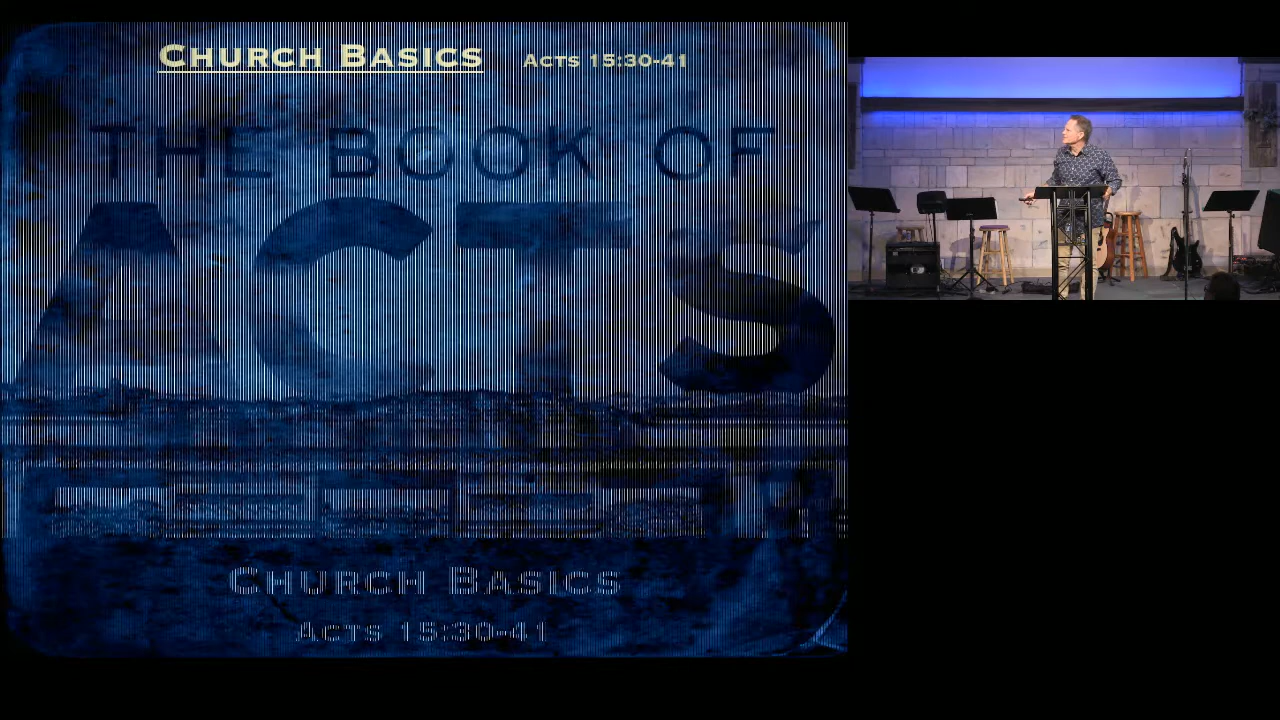 Church Basics Acts 15:30-41
THE BOOK OF
ACTS
Church Basics
Acts 15:30-41